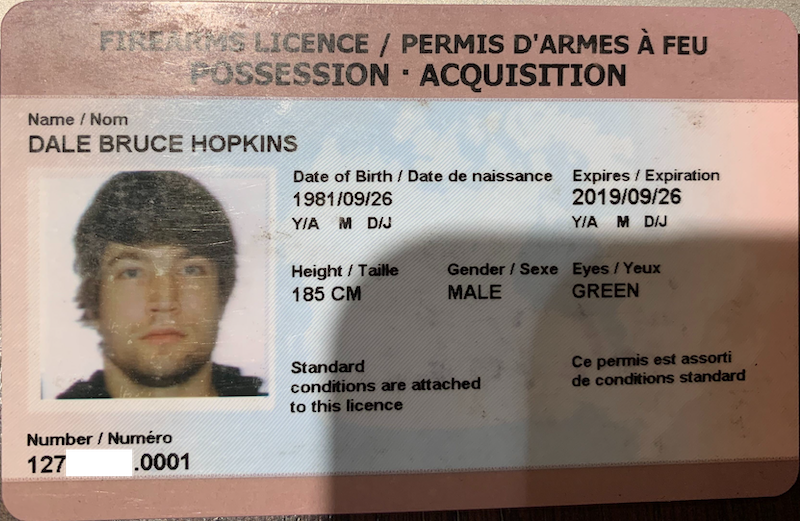 FIREARMS LICENCE / PERMIS D'ARMES À FEU
POSSESSION · ACQUISITION
Name / Nom
DALE BRUCE HOPKINS
Date of Birth / Date de naissance
1981/09/26
Y/A M D/J
Expires / Expiration
2019/09/26
Y/A M D/J
Height / Taille
185 CM
Gender / Sexe
MALE
Eyes / Yeux
GREEN
Standard
conditions are attached
to this licence
Ce permis est assorti
de conditions standard
Number / Numéro
127 .0001